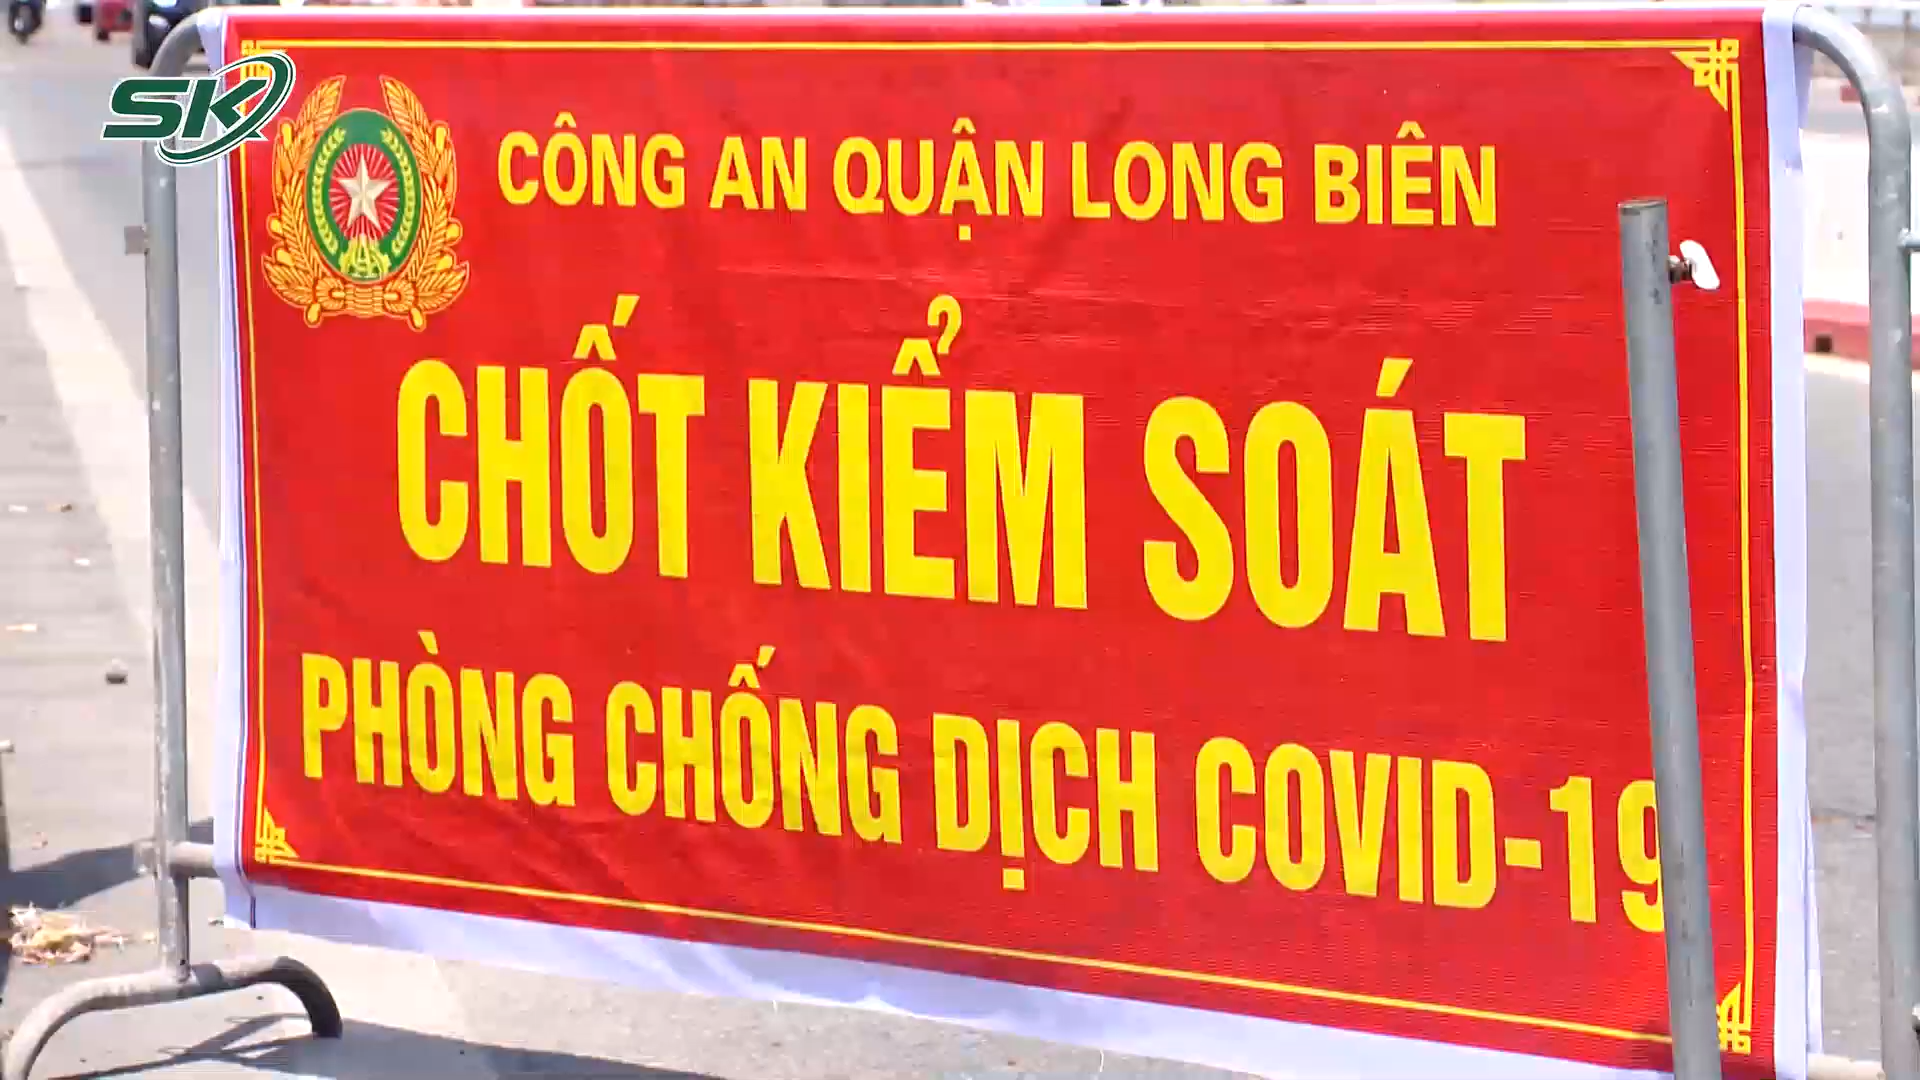 SK
CÔNG AN QUẬN LONG BIÊN
CHỐT KIỂM SOÁT
PHÒNG CHỐNG DỊCH COVID-19